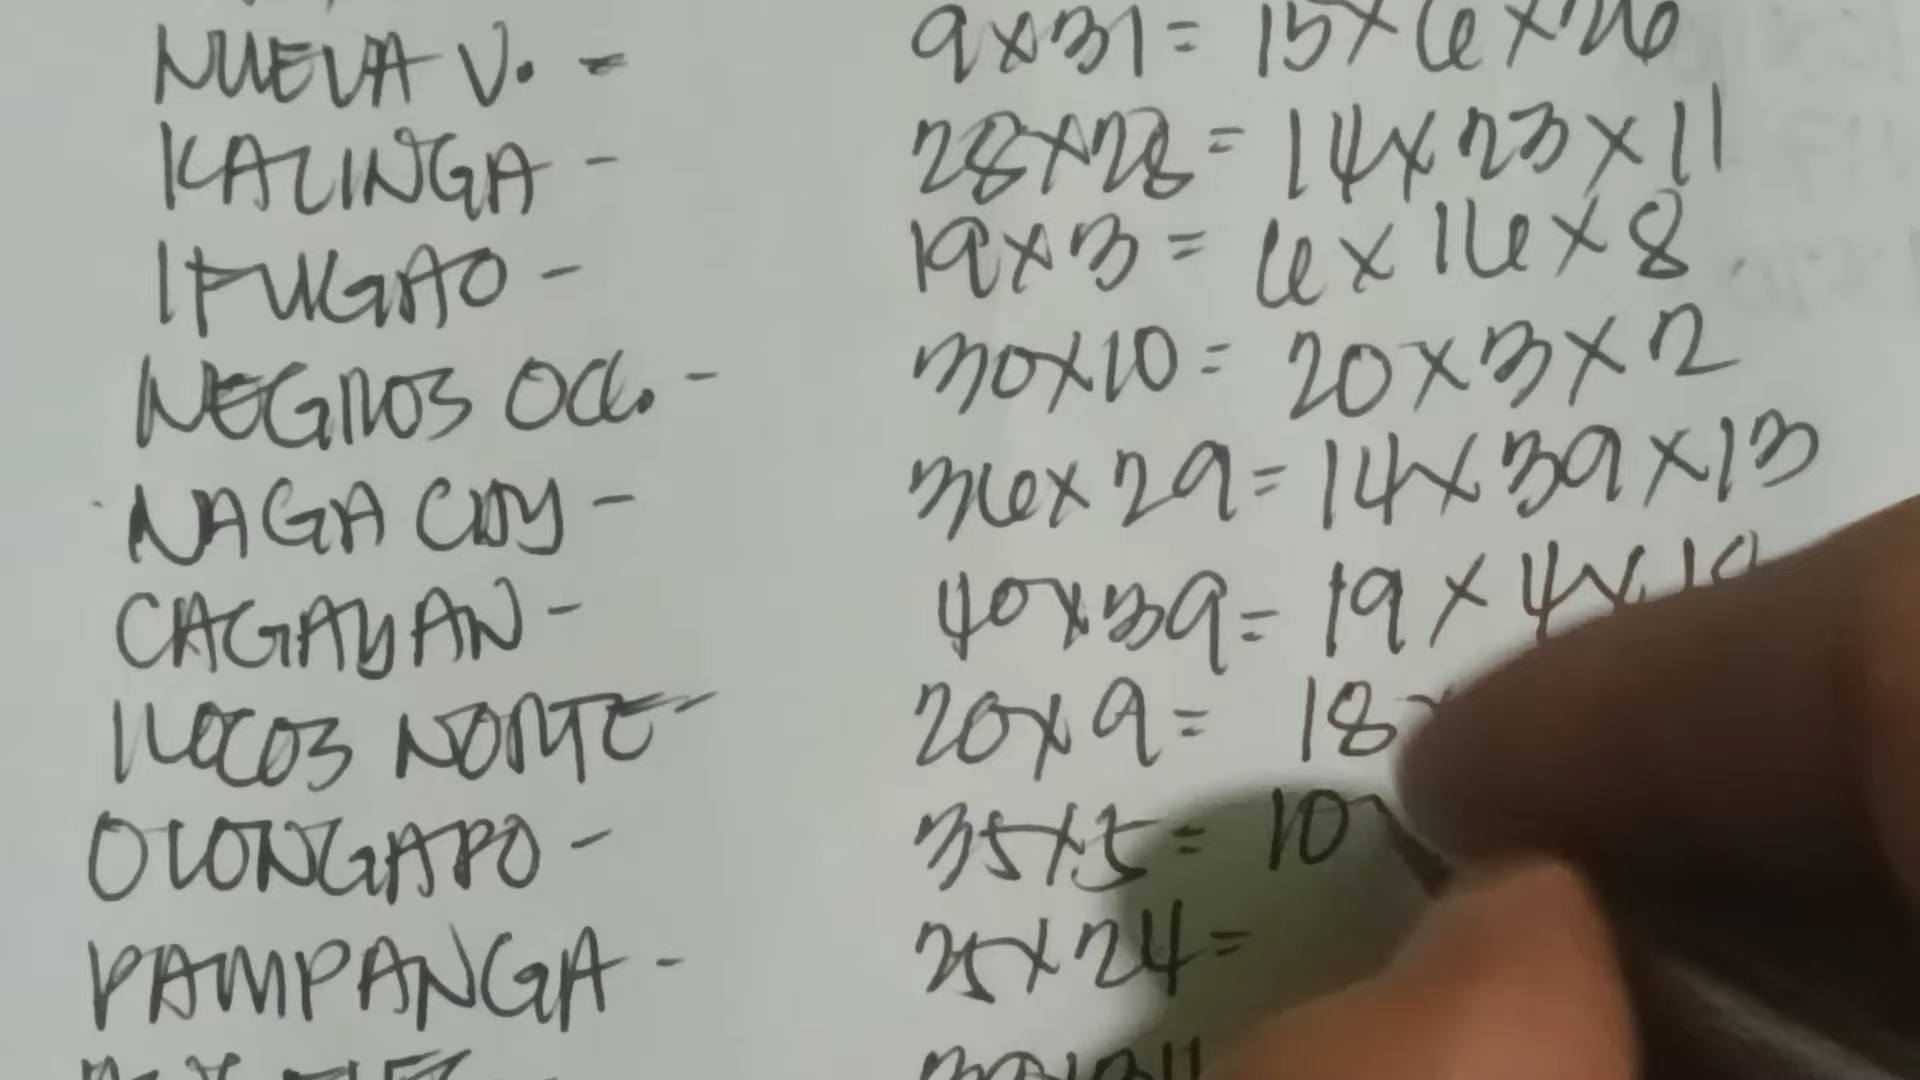 NUEVA V. - 9x31= 15x6x26
KALINGA - 28x28= 14x23x11
IFUGAO - 19x3= 6x16x8
NEGROS OCC. - 30x10= 20x3x2
NAGA CITY - 36x29= 14x39x13
CAGAYAN - 40x39= 19x4x
ILOCOS NORTE - 20x9= 18
OLONGAPO - 35x5= 10
PAMPANGA - 25x24=